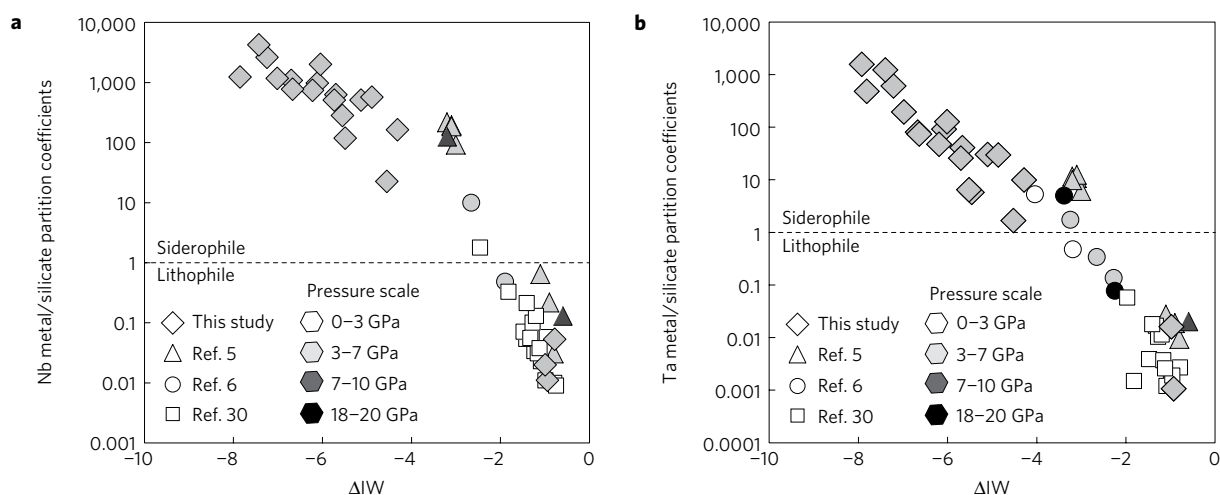 a
Nb metal/silicate partition coefficients
10,000
1,000
100
10
1
0.1
0.01
0.001
Siderophile
Lithophile
Pressure scale
This study
0–3 GPa
Ref. 5
3–7 GPa
Ref. 6
7–10 GPa
Ref. 30
18–20 GPa
−10
−8
−6
−4
−2
0
ΔIW
b
Ta metal/silicate partition coefficients
10,000
1,000
100
10
1
0.1
0.01
0.001
0.0001
Siderophile
Lithophile
Pressure scale
This study
0–3 GPa
Ref. 5
3–7 GPa
Ref. 6
7–10 GPa
Ref. 30
18–20 GPa
−10
−8
−6
−4
−2
0
ΔIW